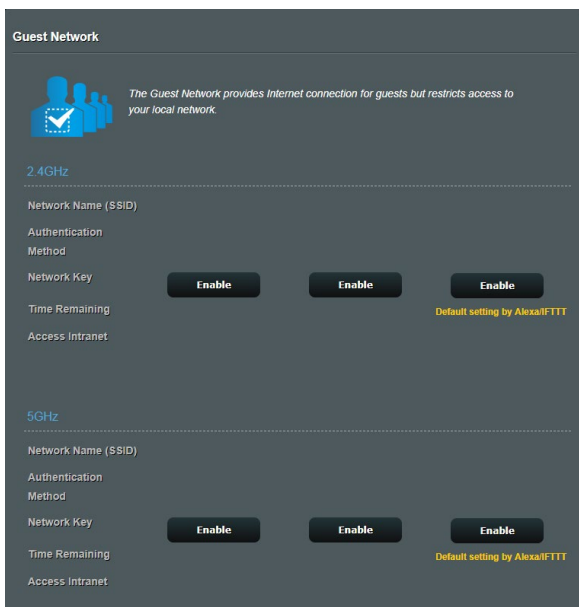 Guest Network
The Guest Network provides Internet connection for guests but restricts access to
your local network.
2.4GHz
Network Name (SSID)
Authentication
Method
Network Key
Enable Enable Enable
Time Remaining
Default setting by Alexa/IFTTT
Access Intranet
5GHz
Network Name (SSID)
Authentication
Method
Network Key
Enable Enable Enable
Time Remaining
Default setting by Alexa/IFTTT
Access Intranet